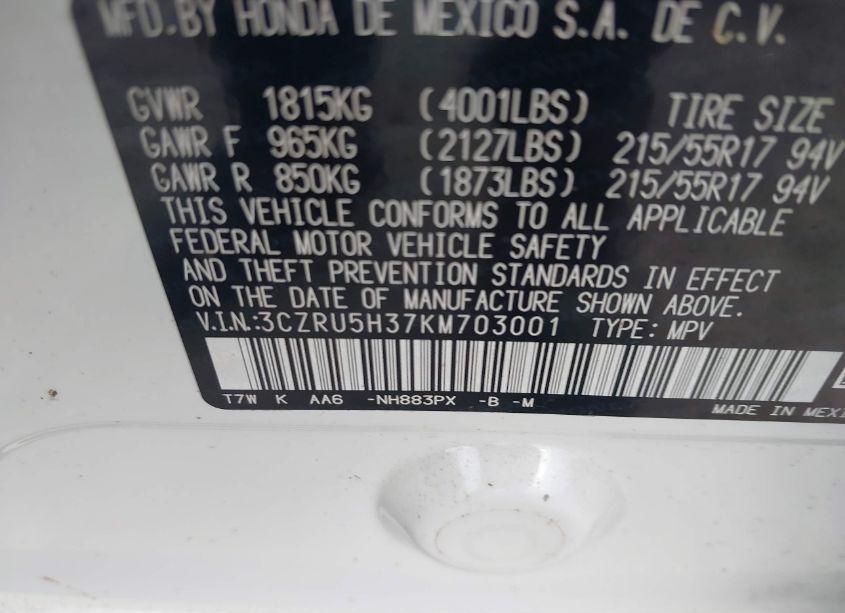 MFD. BY HONDA DE MEXICO S.A. DE C.V.
GVWR 1815KG (4001LBS) TIRE SIZE
GAWR F 965KG (2127LBS) 215/55R17 94V
GAWR R 850KG (1873LBS) 215/55R17 94V
THIS VEHICLE CONFORMS TO ALL APPLICABLE
FEDERAL MOTOR VEHICLE SAFETY
AND THEFT PREVENTION STANDARDS IN EFFECT
ON THE DATE OF MANUFACTURE SHOWN ABOVE.
V.I.N.:3CZRU5H37KM703001 TYPE: MPV
T7W K AA6 -NH883PX -B -M
MADE IN MEXI